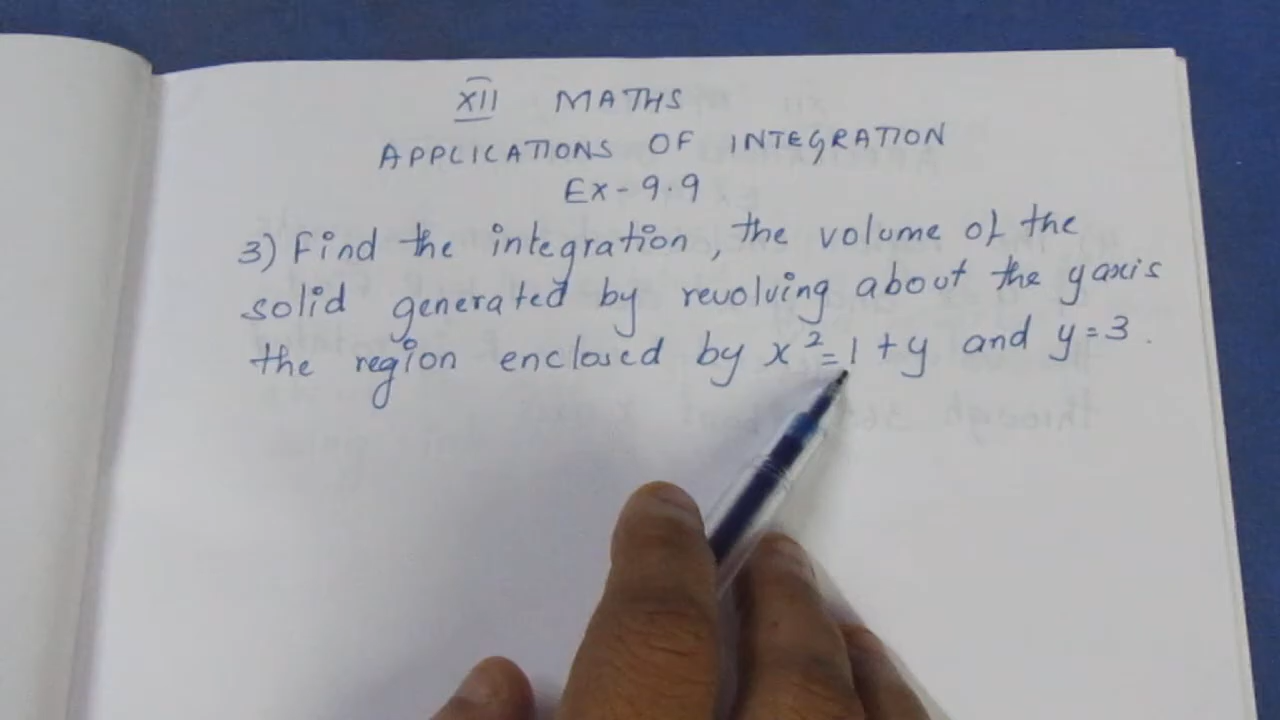 XII MATHS
APPLICATIONS OF INTEGRATION
Ex - 9.9
3) Find the integration, the volume of the
solid generated by revolving about the y axis
the region enclosed by x² = 1 + y and y = 3.